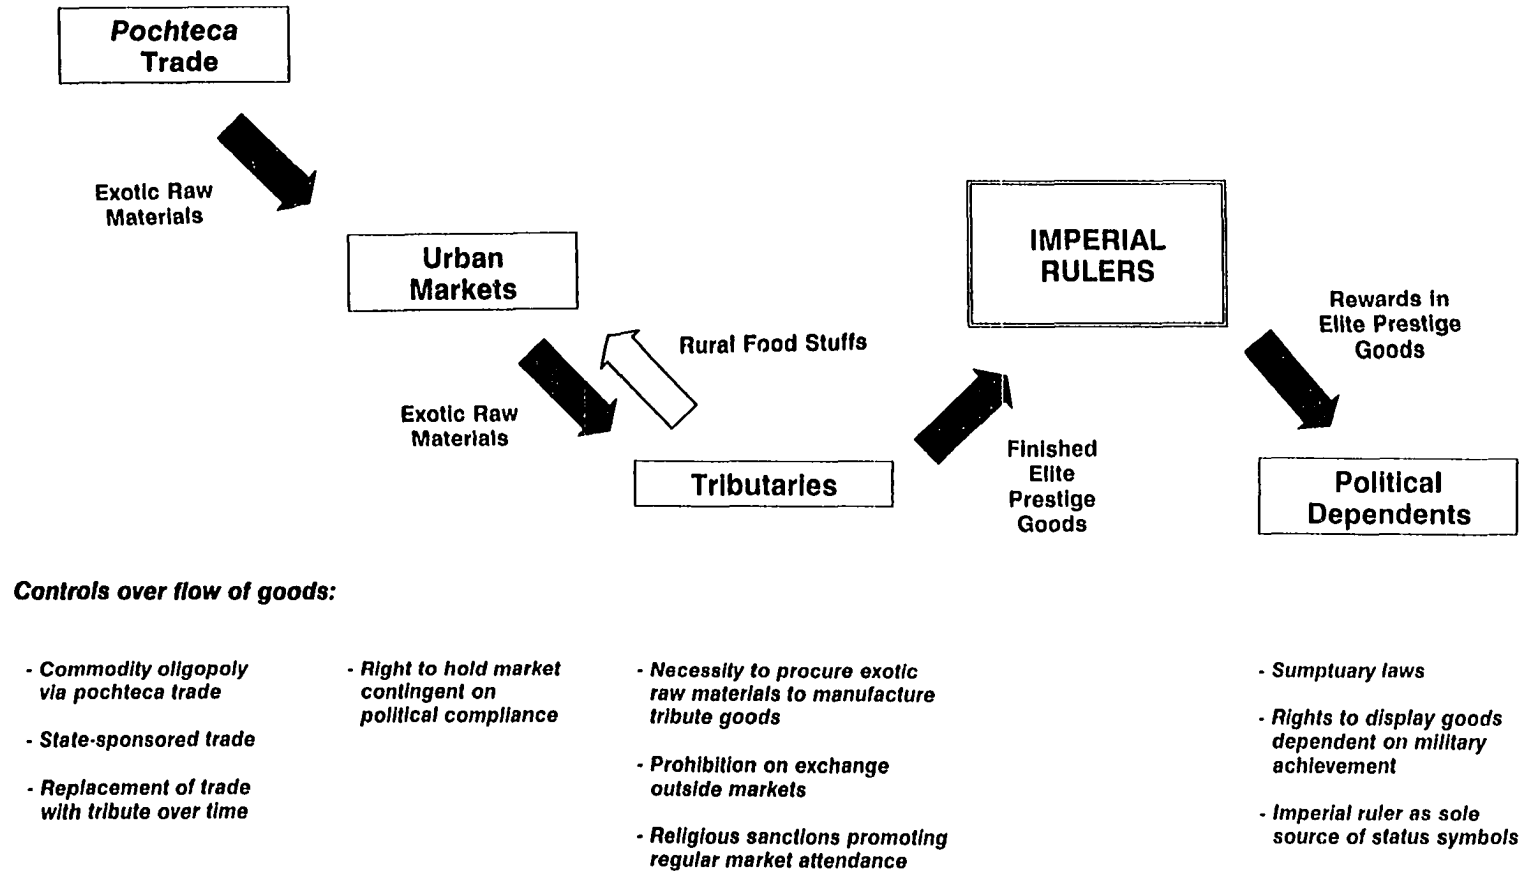 Pochteca
Trade
Exotic Raw
Materials
Urban
Markets
Exotic Raw
Materials
Rural Food Stuffs
Tributaries
IMPERIAL
RULERS
Finished
Elite
Prestige
Goods
Rewards in
Elite Prestige
Goods
Political
Dependents
Controls over flow of goods:
- Commodity oligopoly
via pochteca trade
- State-sponsored trade
- Replacement of trade
with tribute over time
- Right to hold market
contingent on
political compliance
- Necessity to procure exotic
raw materials to manufacture
tribute goods
- Prohibition on exchange
outside markets
- Religious sanctions promoting
regular market attendance
- Sumptuary laws
- Rights to display goods
dependent on military
achievement
- Imperial ruler as sole
source of status symbols